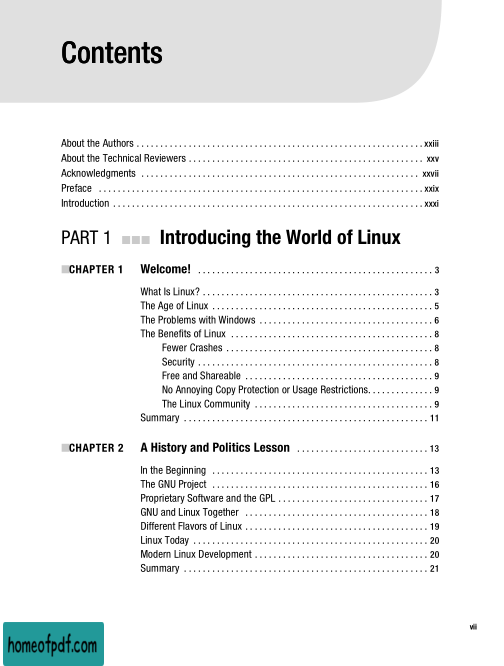 Contents
About the Authors . . . . . . . . . . . . . . . . . . . . . . . . . . . . . . . . . . . . . . . . xxiii
About the Technical Reviewers . . . . . . . . . . . . . . . . . . . . . . . . . . . . . . xxv
Acknowledgments . . . . . . . . . . . . . . . . . . . . . . . . . . . . . . . . . . . . . . . . xxvii
Preface . . . . . . . . . . . . . . . . . . . . . . . . . . . . . . . . . . . . . . . . xxix
Introduction . . . . . . . . . . . . . . . . . . . . . . . . . . . . . . . . . . . . . . . . xxxi
PART 1 ■■■ Introducing the World of Linux
■CHAPTER 1 Welcome! . . . . . . . . . . . . . . . . . . . . . . . . . . . . . . 3
What Is Linux? . . . . . . . . . . . . . . . . . . . . . . . . . . . . . . 3
The Age of Linux . . . . . . . . . . . . . . . . . . . . . . . . . . . . . . 5
The Problems with Windows . . . . . . . . . . . . . . . . . . . . . . . . . 6
The Benefits of Linux . . . . . . . . . . . . . . . . . . . . . . . . . . . . 8
Fewer Crashes . . . . . . . . . . . . . . . . . . . . . . . . . . . . . . 8
Security . . . . . . . . . . . . . . . . . . . . . . . . . . . . . . 8
Free and Shareable . . . . . . . . . . . . . . . . . . . . . . . . . . . . 9
No Annoying Copy Protection or Usage Restrictions. . . . . . . . . . . . . . 9
The Linux Community . . . . . . . . . . . . . . . . . . . . . . . . . . . 9
Summary . . . . . . . . . . . . . . . . . . . . . . . . . . . . . . 11
■CHAPTER 2 A History and Politics Lesson . . . . . . . . . . . . . . . . . . . . 13
In the Beginning . . . . . . . . . . . . . . . . . . . . . . . . . . . . . . 13
The GNU Project . . . . . . . . . . . . . . . . . . . . . . . . . . . . . . 16
Proprietary Software and the GPL . . . . . . . . . . . . . . . . . . . . . . 17
GNU and Linux Together . . . . . . . . . . . . . . . . . . . . . . . . . . 18
Different Flavors of Linux . . . . . . . . . . . . . . . . . . . . . . . . . . 19
Linux Today . . . . . . . . . . . . . . . . . . . . . . . . . . . . . . 20
Modern Linux Development . . . . . . . . . . . . . . . . . . . . . . . . . 20
Summary . . . . . . . . . . . . . . . . . . . . . . . . . . . . . . 21
vii
homeofpdf.com